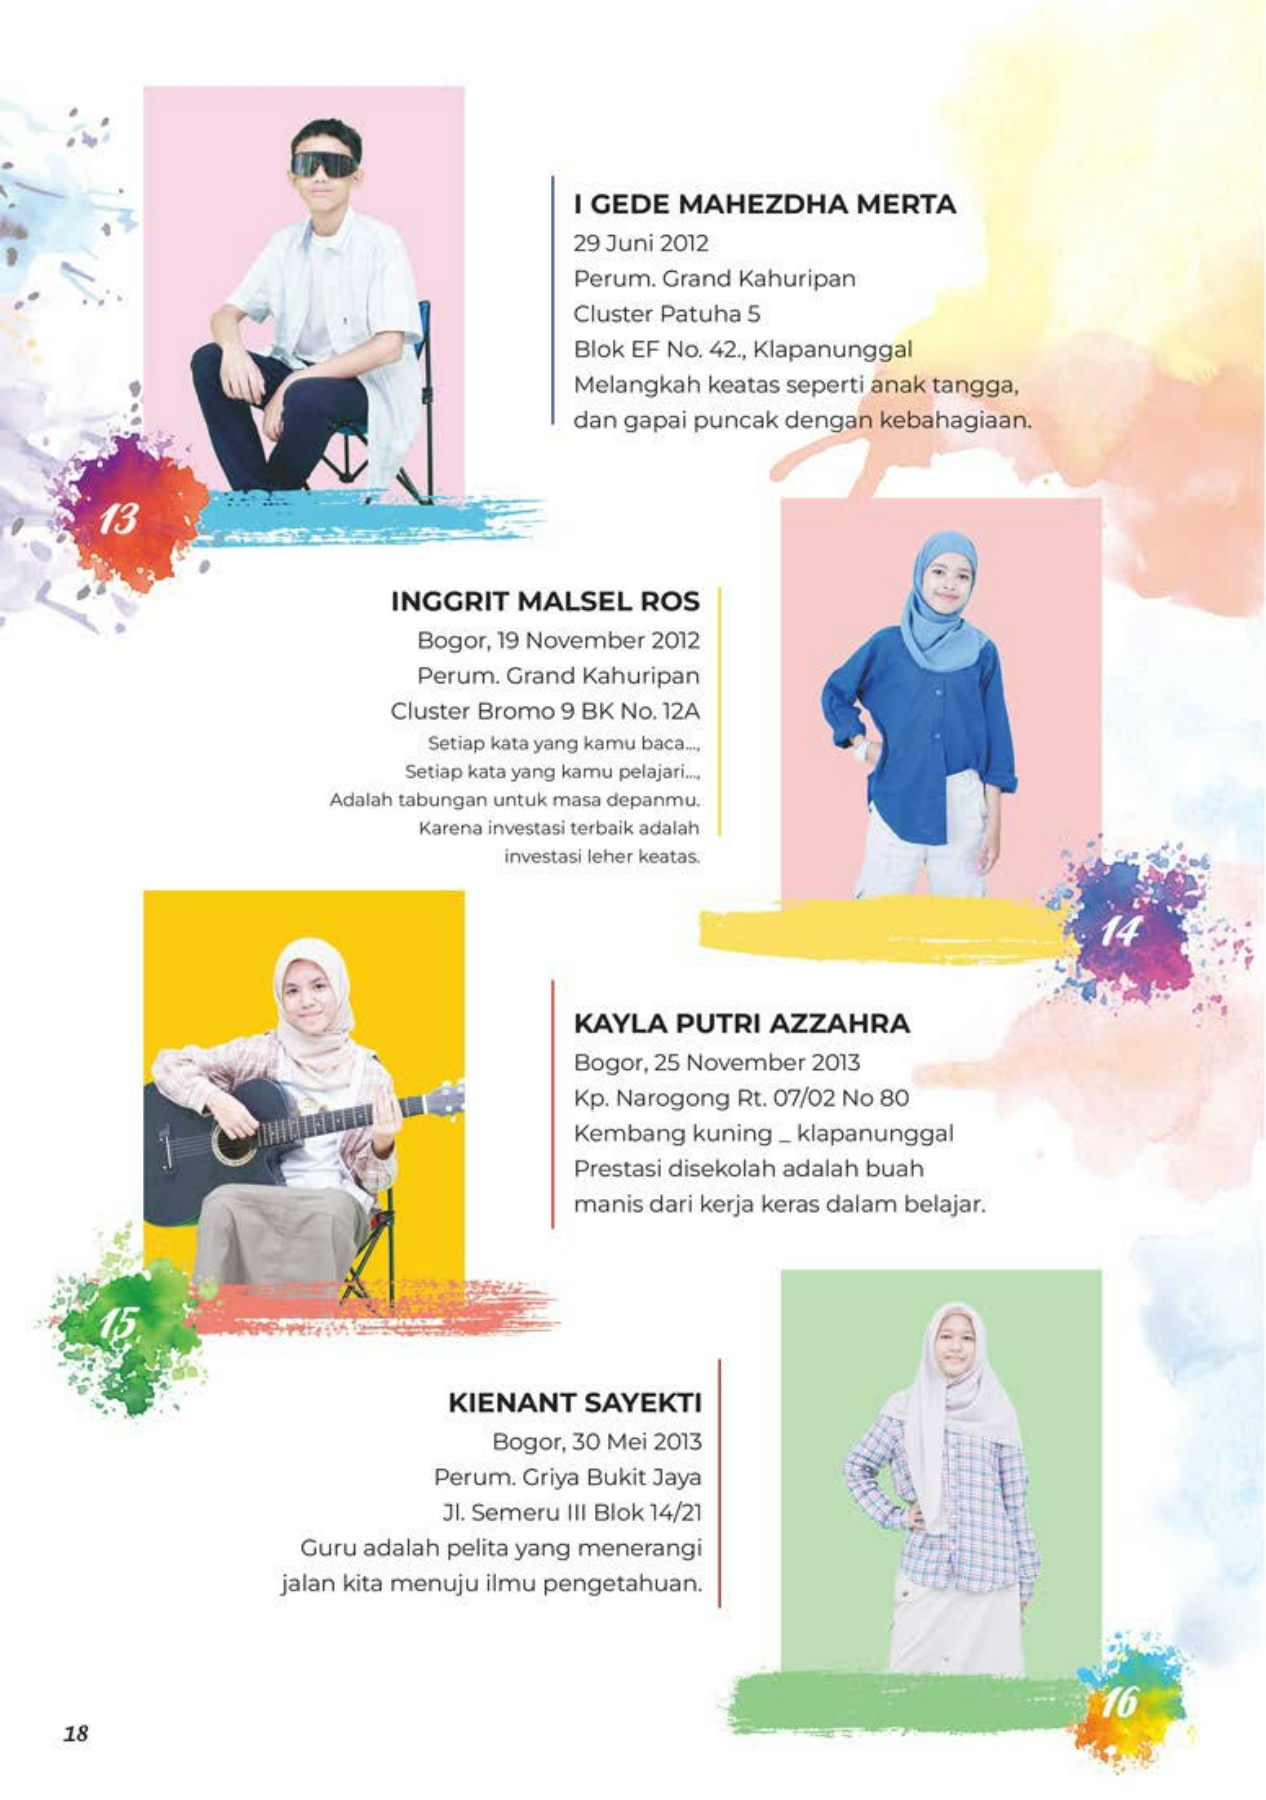 I GEDE MAHEZDHA MERTA
29 Juni 2012
Perum. Grand Kahuripan
Cluster Patuha 5
Blok EF No. 42., Klapanunggal
Melangkah keatas seperti anak tangga,
dan gapai puncak dengan kebahagiaan.
13
INGGRIT MALSEL ROS
Bogor, 19 November 2012
Perum. Grand Kahuripan
Cluster Bromo 9 BK No. 12A
Setiap kata yang kamu baca...,
Setiap kata yang kamu pelajari...,
Adalah tabungan untuk masa depanmu.
Karena investasi terbaik adalah
investasi leher keatas.
14
KAYLA PUTRI AZZAHRA
Bogor, 25 November 2013
Kp. Narogong Rt. 07/02 No 80
Kembang kuning _ klapanunggal
Prestasi disekolah adalah buah
manis dari kerja keras dalam belajar.
15
KIENANT SAYEKTI
Bogor, 30 Mei 2013
Perum. Griya Bukit Jaya
Jl. Semeru III Blok 14/21
Guru adalah pelita yang menerangi
jalan kita menuju ilmu pengetahuan.
16
18